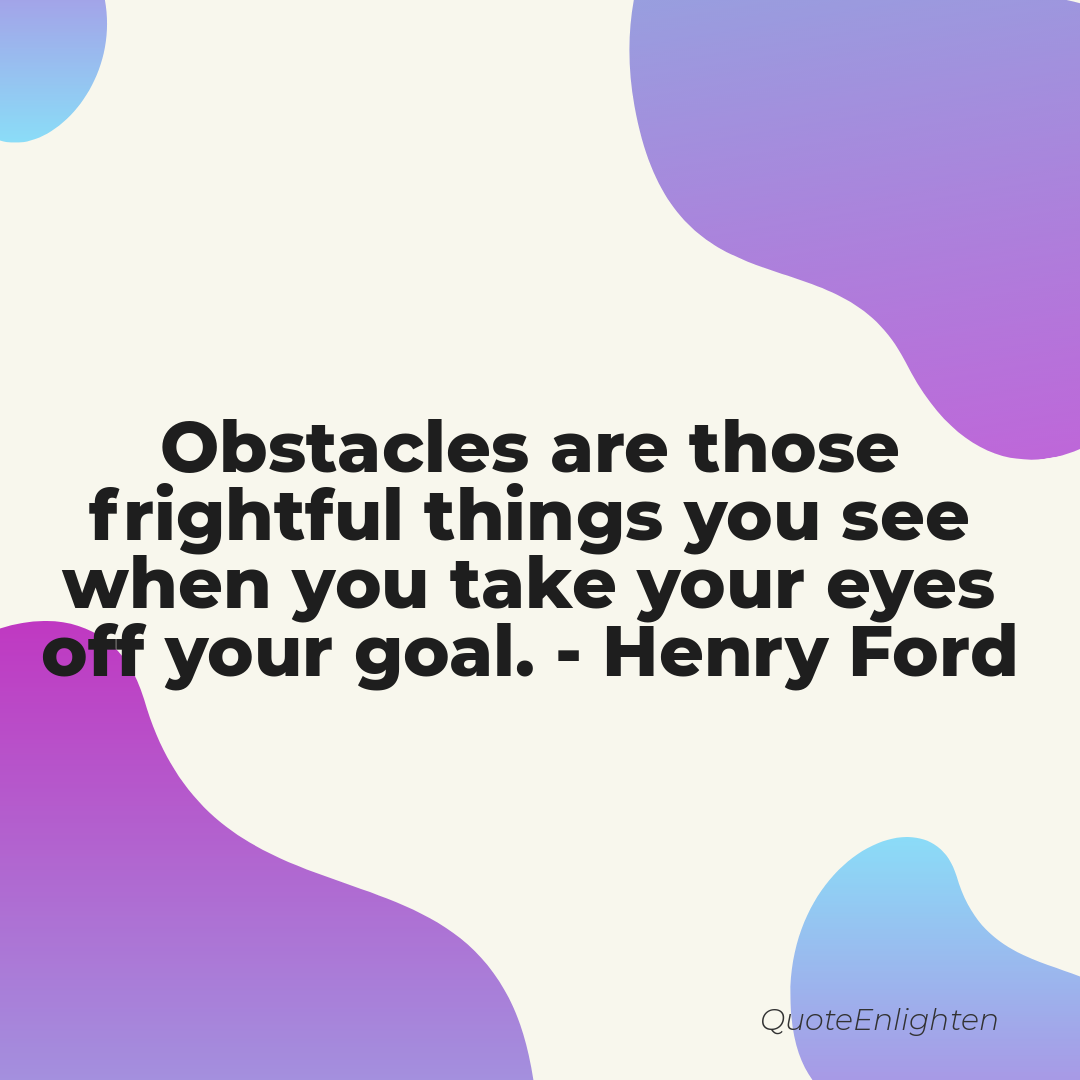 Obstacles are those
frightful things you see
when you take your eyes
off your goal. - Henry Ford
QuoteEnlighten